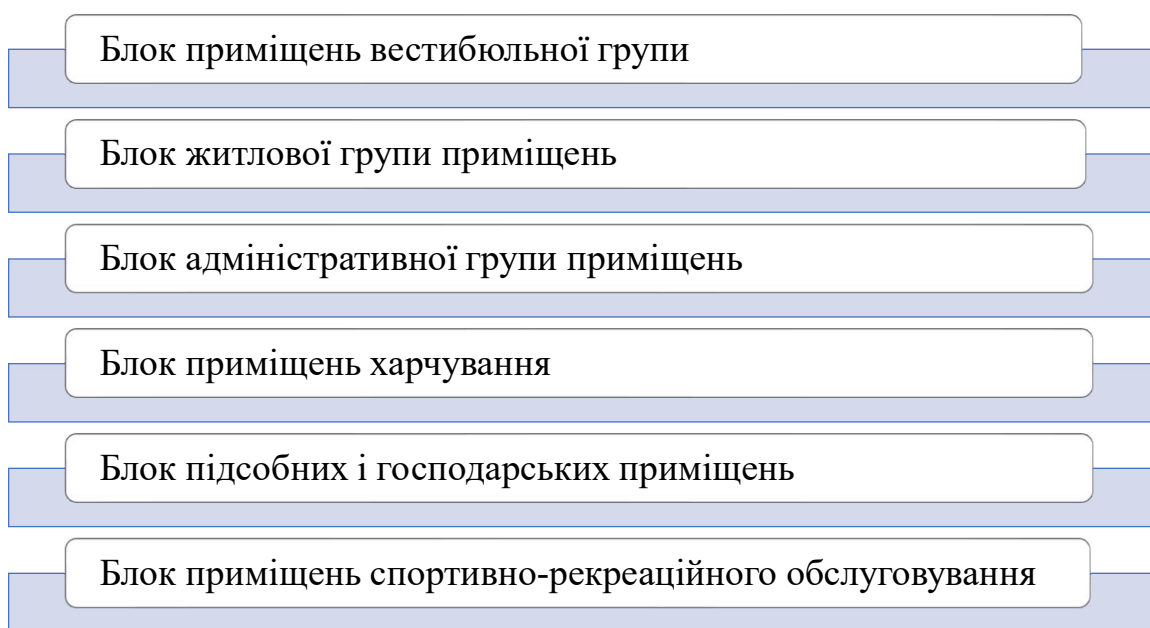 Блок приміщень вестибюльної групи
Блок житлової групи приміщень
Блок адміністративної групи приміщень
Блок приміщень харчування
Блок підсобних і господарських приміщень
Блок приміщень спортивно-рекреаційного обслуговування